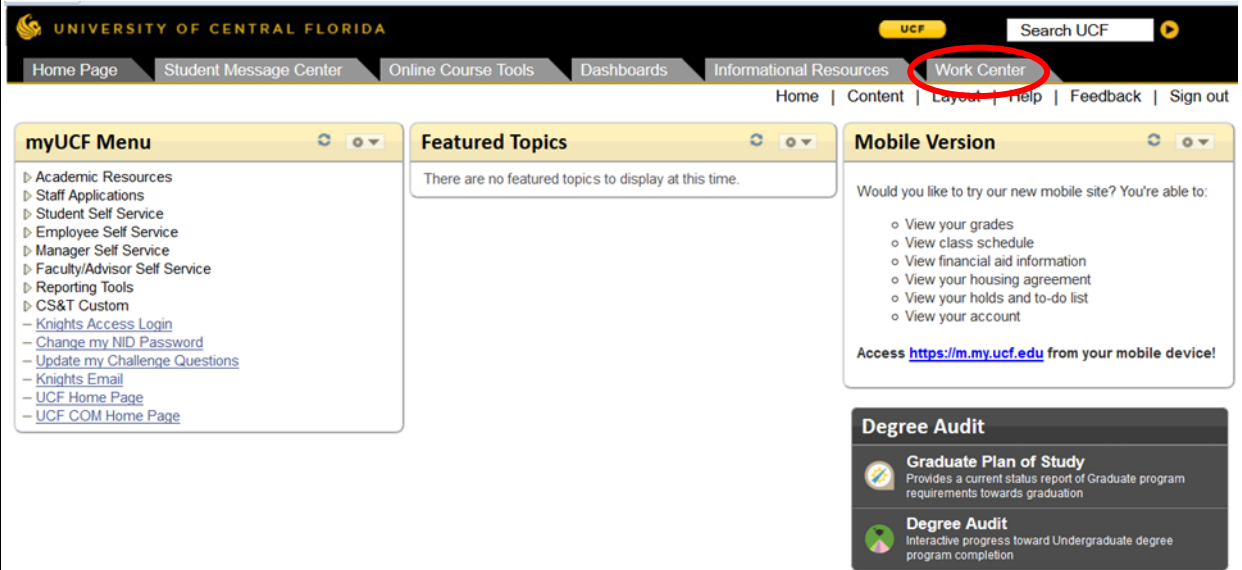 UNIVERSITY OF CENTRAL FLORIDA
UCF
Search UCF
Home Page
Student Message Center
Online Course Tools
Dashboards
Informational Resources
Work Center
Home | Content | Layout | Help | Feedback | Sign out
myUCF Menu
Academic Resources
Staff Applications
Student Self Service
Employee Self Service
Manager Self Service
Faculty/Advisor Self Service
Reporting Tools
CS&T Custom
– Knights Access Login
– Change my NID Password
– Update my Challenge Questions
– Knights Email
– UCF Home Page
– UCF COM Home Page
Featured Topics
There are no featured topics to display at this time.
Mobile Version
Would you like to try our new mobile site? You're able to:
View your grades
View class schedule
View financial aid information
View your housing agreement
View your holds and to-do list
View your account
Access https://m.my.ucf.edu from your mobile device!
Degree Audit
Graduate Plan of Study
Provides a current status report of Graduate program
requirements towards graduation
Degree Audit
Interactive progress toward Undergraduate degree
program completion